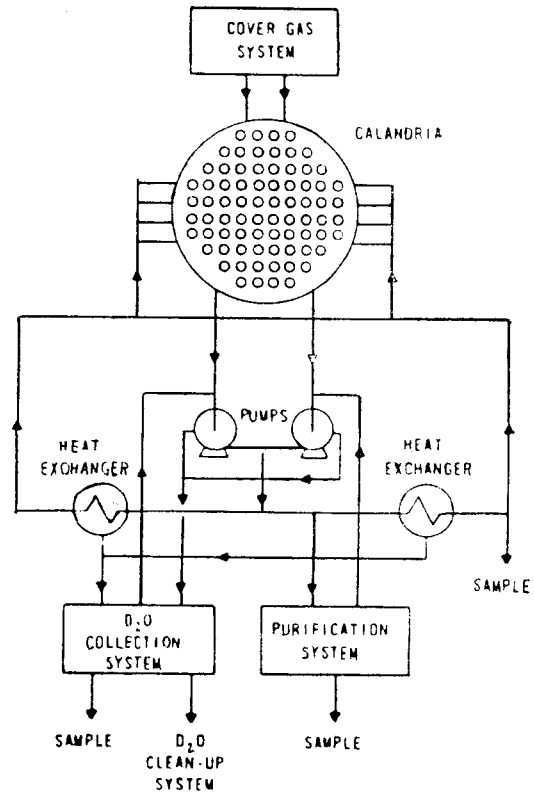 COVER GAS
SYSTEM
CALANDRIA
PUMPS
HEAT
EXOHANGER
HEAT
EXCHANGER
SAMPLE
D₂O
COLLECTION
SYSTEM
PURIFICATION
SYSTEM
SAMPLE
D₂O
CLEAN-UP
SYSTEM
SAMPLE